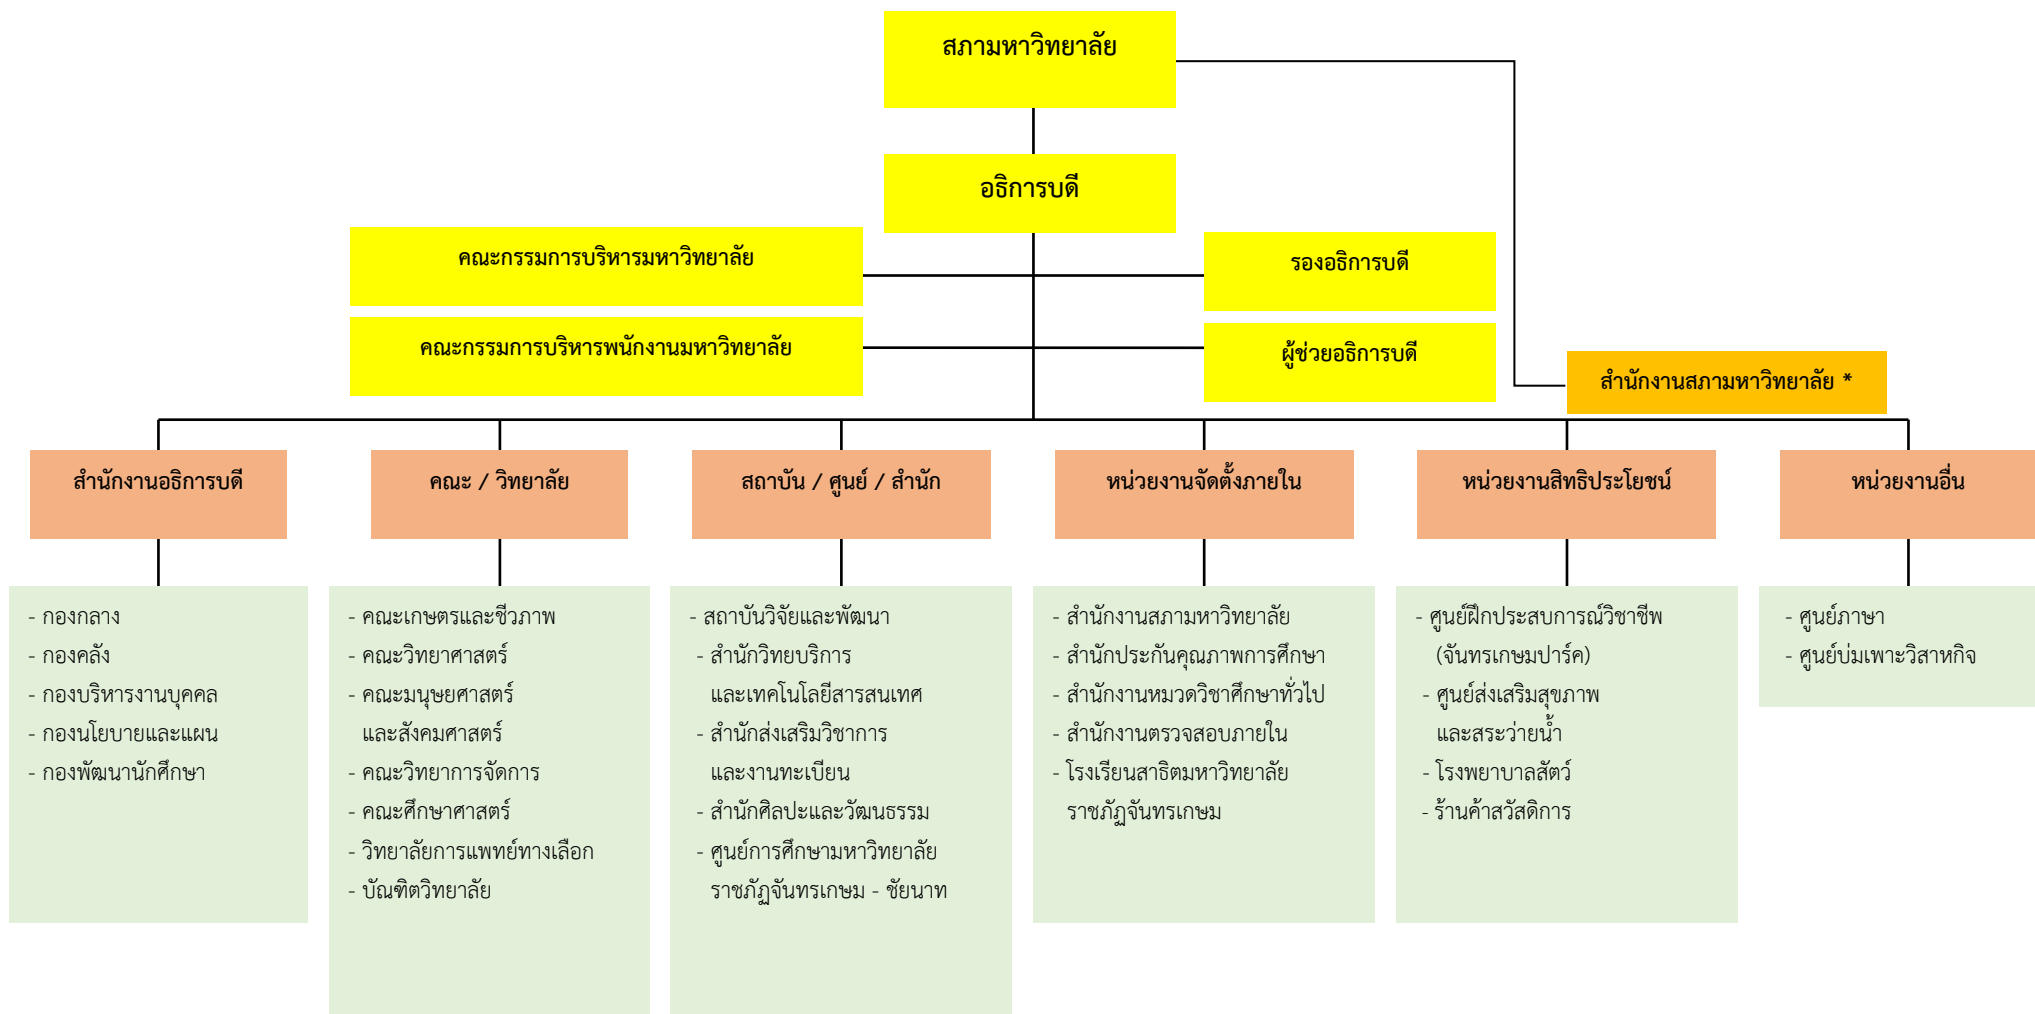 สภามหาวิทยาลัย
อธิการบดี
คณะกรรมการบริหารมหาวิทยาลัย
รองอธิการบดี
คณะกรรมการบริหารพนักงานมหาวิทยาลัย
ผู้ช่วยอธิการบดี
สำนักงานสภามหาวิทยาลัย *
สำนักงานอธิการบดี
คณะ / วิทยาลัย
สถาบัน / ศูนย์ / สำนัก
หน่วยงานจัดตั้งภายใน
หน่วยงานสิทธิประโยชน์
หน่วยงานอื่น
- กองกลาง
- กองคลัง
- กองบริหารงานบุคคล
- กองนโยบายและแผน
- กองพัฒนานักศึกษา
- คณะเกษตรและชีวภาพ
- คณะวิทยาศาสตร์
- คณะมนุษยศาสตร์
และสังคมศาสตร์
- คณะวิทยาการจัดการ
- คณะศึกษาศาสตร์
- วิทยาลัยการแพทย์ทางเลือก
- บัณฑิตวิทยาลัย
- สถาบันวิจัยและพัฒนา
- สำนักวิทยบริการ
และเทคโนโลยีสารสนเทศ
- สำนักส่งเสริมวิชาการ
และงานทะเบียน
- สำนักศิลปะและวัฒนธรรม
- ศูนย์การศึกษามหาวิทยาลัย
ราชภัฏจันทรเกษม - ชัยนาท
- สำนักงานสภามหาวิทยาลัย
- สำนักประกันคุณภาพการศึกษา
- สำนักงานหมวดวิชาศึกษาทั่วไป
- สำนักงานตรวจสอบภายใน
- โรงเรียนสาธิตมหาวิทยาลัย
ราชภัฏจันทรเกษม
- ศูนย์ฝึกประสบการณ์วิชาชีพ
(จันทรเกษมปาร์ค)
- ศูนย์ส่งเสริมสุขภาพ
และสระว่ายน้ำ
- โรงพยาบาลสัตว์
- ร้านค้าสวัสดิการ
- ศูนย์ภาษา
- ศูนย์บ่มเพาะวิสาหกิจ